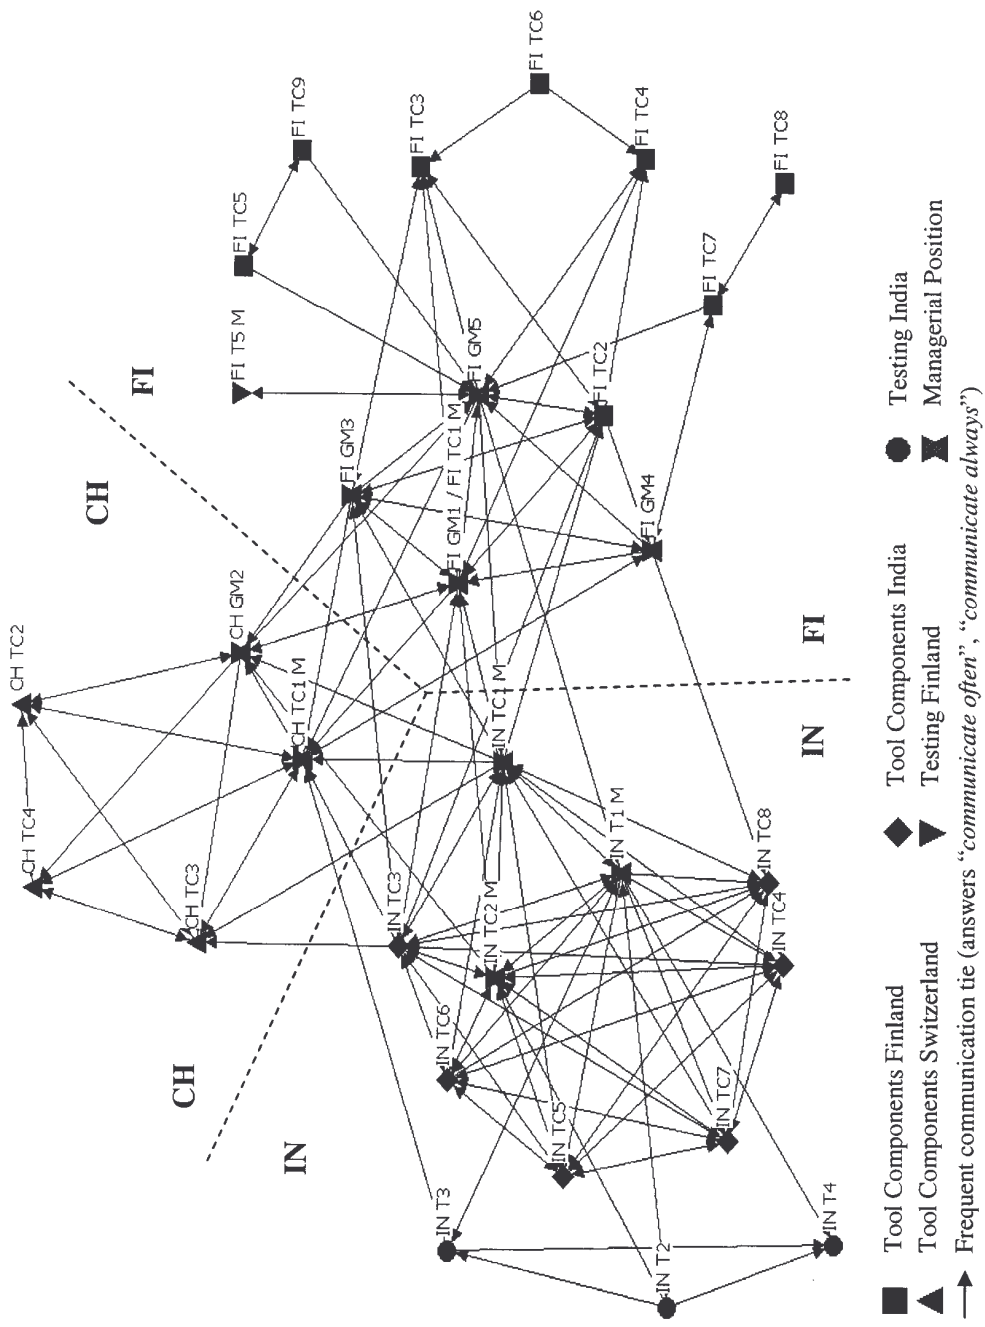 CH TC2
CH TC4
CH TC3
CH GM2
CH TC1 M
CH
CH
FI
FI T5 M
FI TC5
FI TC9
FI TC3
FI TC6
FI TC4
FI TC8
FI TC7
FI GM3
FI GM5
FI GM1 / FI TC1 M
FI TC2
FI GM4
FI
IN
IN
IN TC1 M
IN TC3
IN TC2 M
IN T1 M
IN TC8
IN TC4
IN TC6
IN TC5
IN TC7
IN T3
IN T2
IN T4
Tool Components Finland
Tool Components India
Testing India
Tool Components Switzerland
Testing Finland
Managerial Position
Frequent communication tie (answers “communicate often”, “communicate always”)